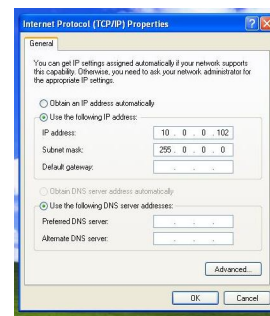 Internet Protocol (TCP/IP) Properties
General
You can get IP settings assigned automatically if your network supports
this capability. Otherwise, you need to ask your network administrator for
the appropriate IP settings.
Obtain an IP address automatically
Use the following IP address:
IP address: 10 . 0 . 0 . 102
Subnet mask: 255 . 0 . 0 . 0
Default gateway: . . .
Obtain DNS server address automatically
Use the following DNS server addresses:
Preferred DNS server: . . .
Alternate DNS server: . . .
Advanced...
OK Cancel